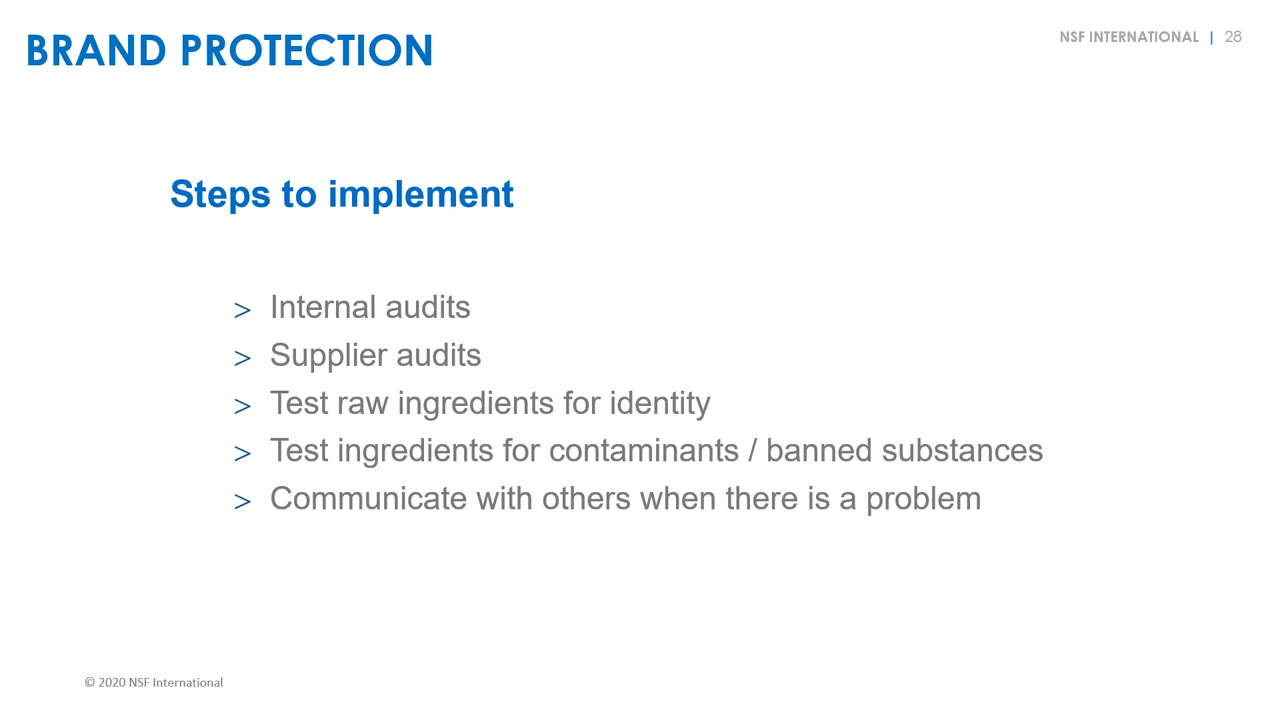 BRAND PROTECTION
NSF INTERNATIONAL | 28
Steps to implement
> Internal audits
> Supplier audits
> Test raw ingredients for identity
> Test ingredients for contaminants / banned substances
> Communicate with others when there is a problem
© 2020 NSF International